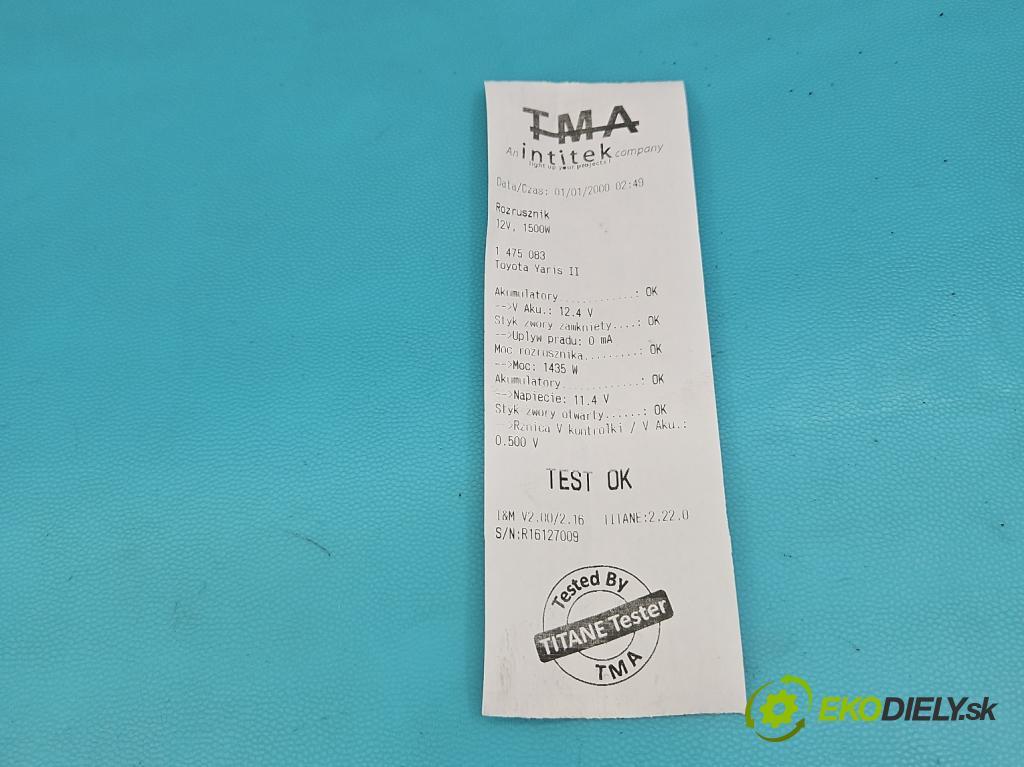 TMA
An intitek company
light up your projects !
Data/Czas: 01/01/2000 02:49
Rozrusznik
12V, 1500W
1 475 083
Toyota Yaris II
Akumulatory............: OK
-->V Aku.: 12.4 V
Styk zwory zamkniety....: OK
-->Uplyw pradu: 0 mA
Moc rozrusznika.........: OK
-->Moc: 1435 W
Akumulatory............: OK
-->Napiecie: 11.4 V
Styk zwory otwarty......: OK
-->Rznica V kontrolki / V Aku.:
0.500 V
TEST OK
T&M V2.00/2.16 TITANE:2.22.0
S/N:R16127009
Tested By
TITANE Tester
TMA
EKODIELY.sk